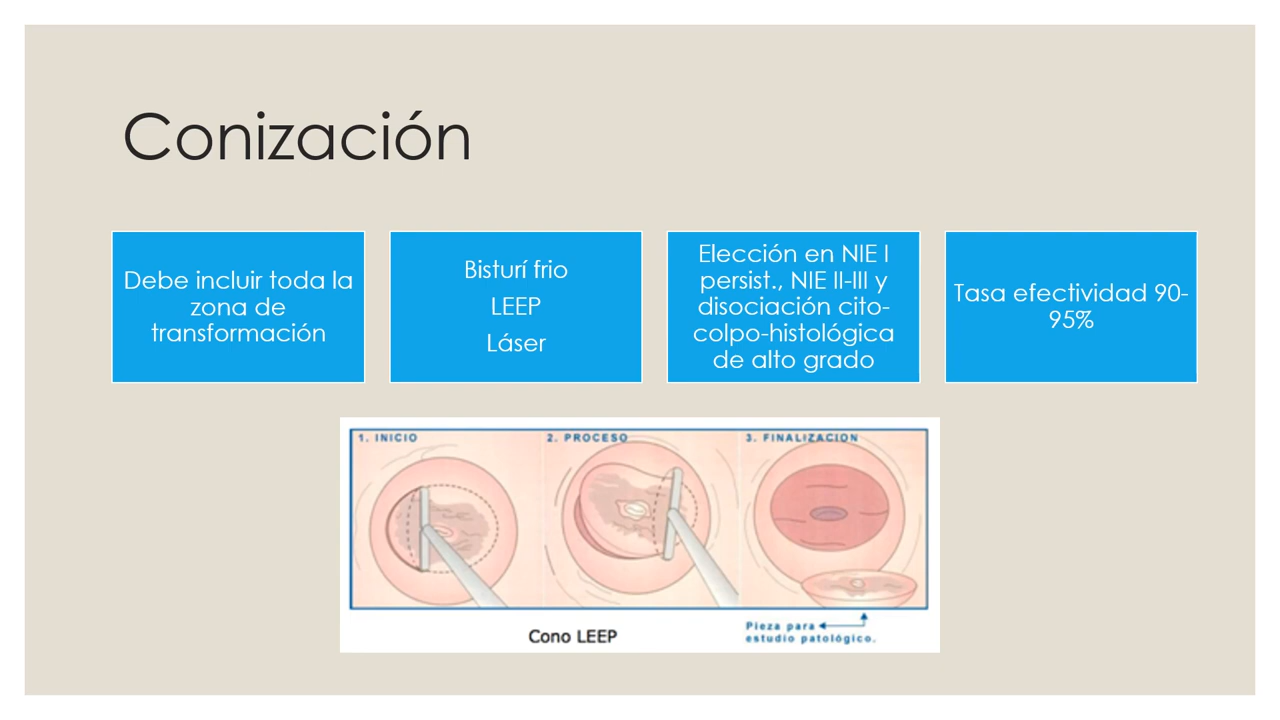 Conización
Debe incluir toda la
zona de
transformación
Bisturí frio
LEEP
Láser
Elección en NIE I
persist., NIE II-III y
disociación cito-
colpo-histológica
de alto grado
Tasa efectividad 90-
95%
1. INICIO
2. PROCESO
3. FINALIZACION
Pieza para
estudio patológico.
Cono LEEP